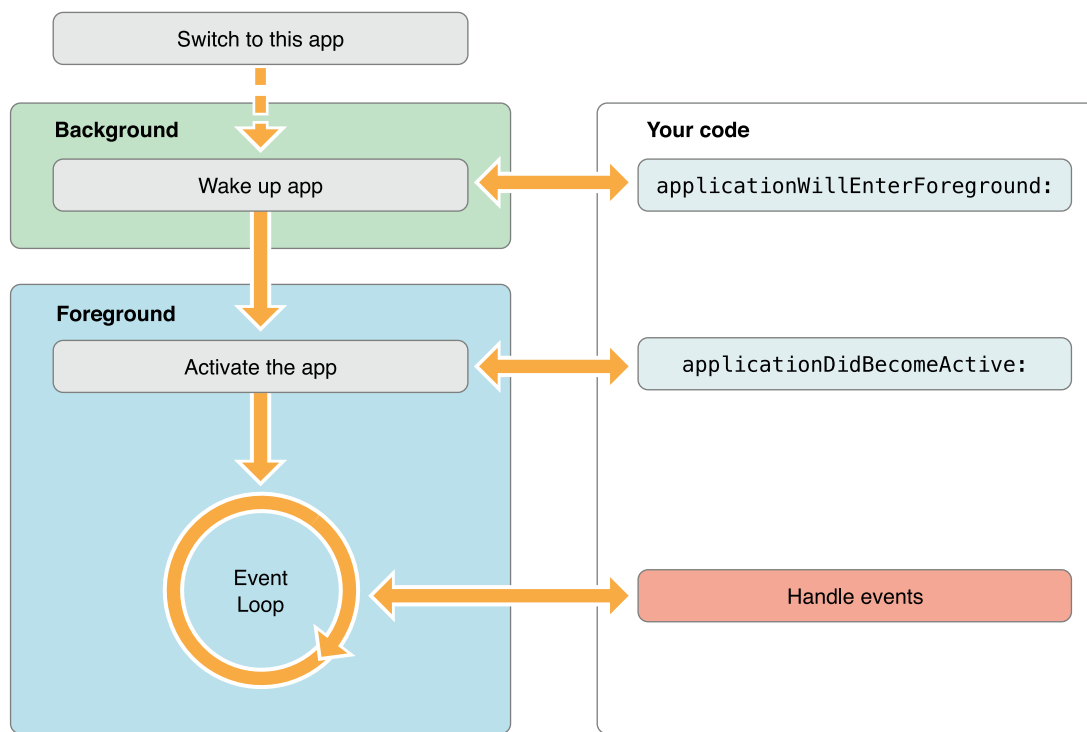 Switch to this app
Background
Your code
Wake up app
applicationWillEnterForeground:
Foreground
Activate the app
applicationDidBecomeActive:
Event
Loop
Handle events